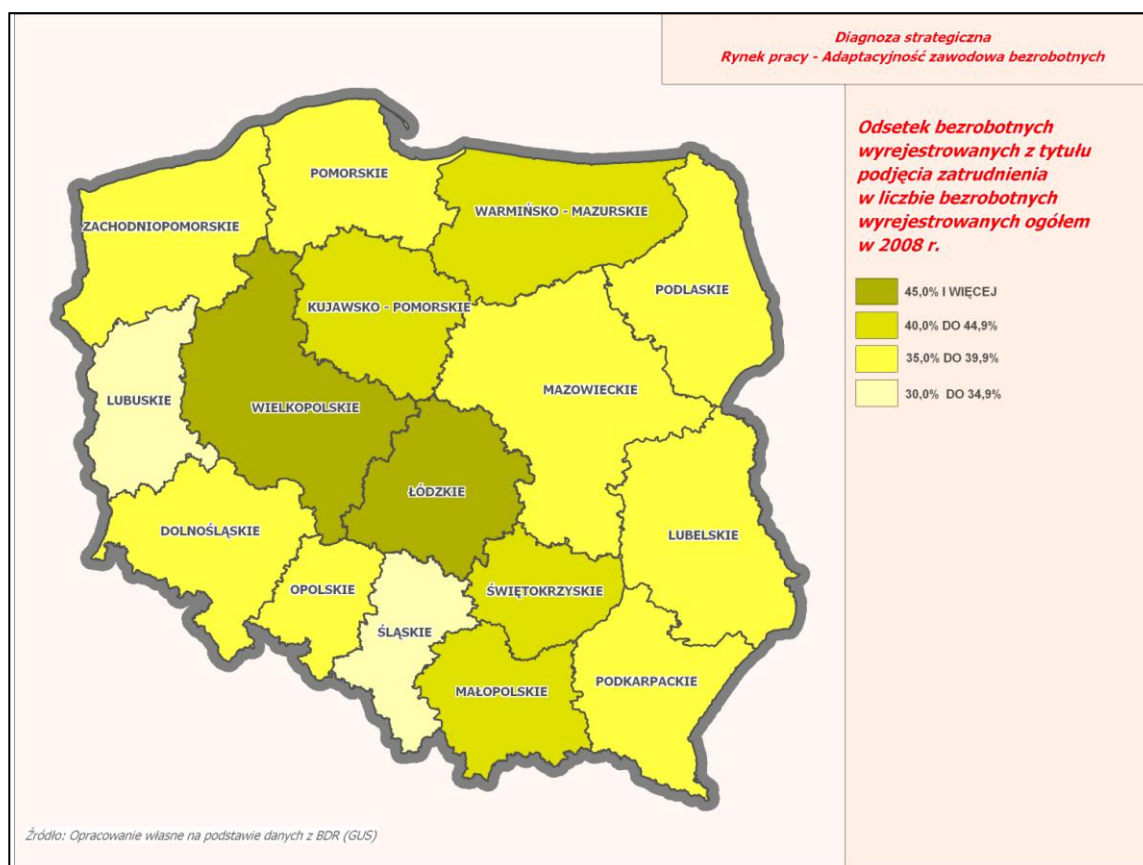 Diagnoza strategiczna
Rynek pracy - Adaptacyjność zawodowa bezrobotnych
Odsetek bezrobotnych
wyrejestrowanych z tytułu
podjęcia zatrudnienia
w liczbie bezrobotnych
wyrejestrowanych ogółem
w 2008 r.
45,0% I WIĘCEJ
40,0% DO 44,9%
35,0% DO 39,9%
30,0% DO 34,9%
POMORSKIE
WARMIŃSKO - MAZURSKIE
ZACHODNIOPOMORSKIE
PODLASKIE
KUJAWSKO - POMORSKIE
MAZOWIECKIE
LUBUSKIE
WIELKOPOLSKIE
ŁÓDZKIE
DOLNOŚLĄSKIE
LUBELSKIE
OPOLSKIE
ŚWIĘTOKRZYSKIE
ŚLĄSKIE
PODKARPACKIE
MAŁOPOLSKIE
Źródło: Opracowanie własne na podstawie danych z BDR (GUS)